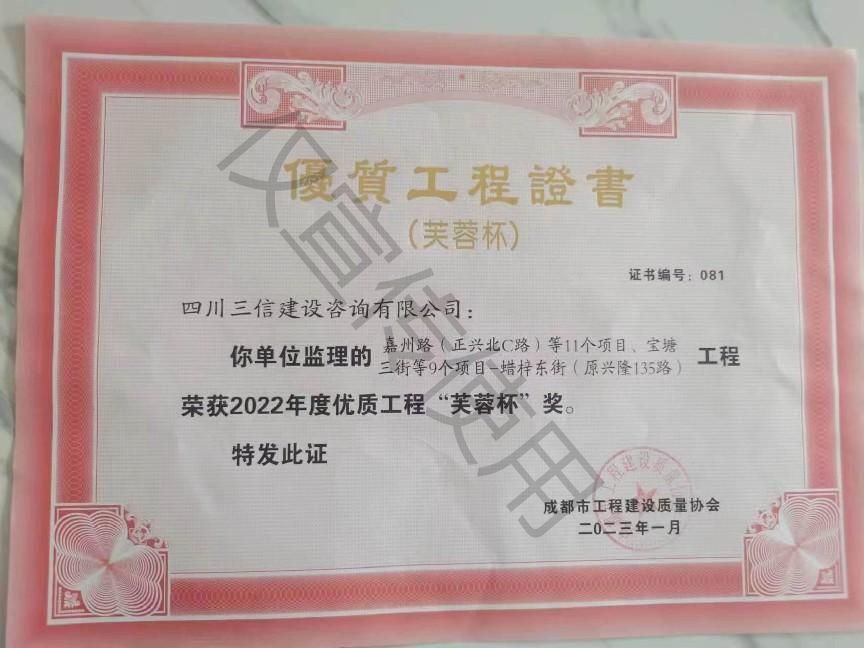 優質工程證書
（芙蓉杯）
证书编号：081
四川三信建设咨询有限公司：
你单位监理的 嘉州路（正兴北C路）等11个项目、宝塘
三街等9个项目-蜡梓东街（原兴隆135路） 工程
荣获2022年度优质工程“芙蓉杯”奖。
特发此证
成都市工程建设质量协会
二〇二三年一月
仅宣传使用